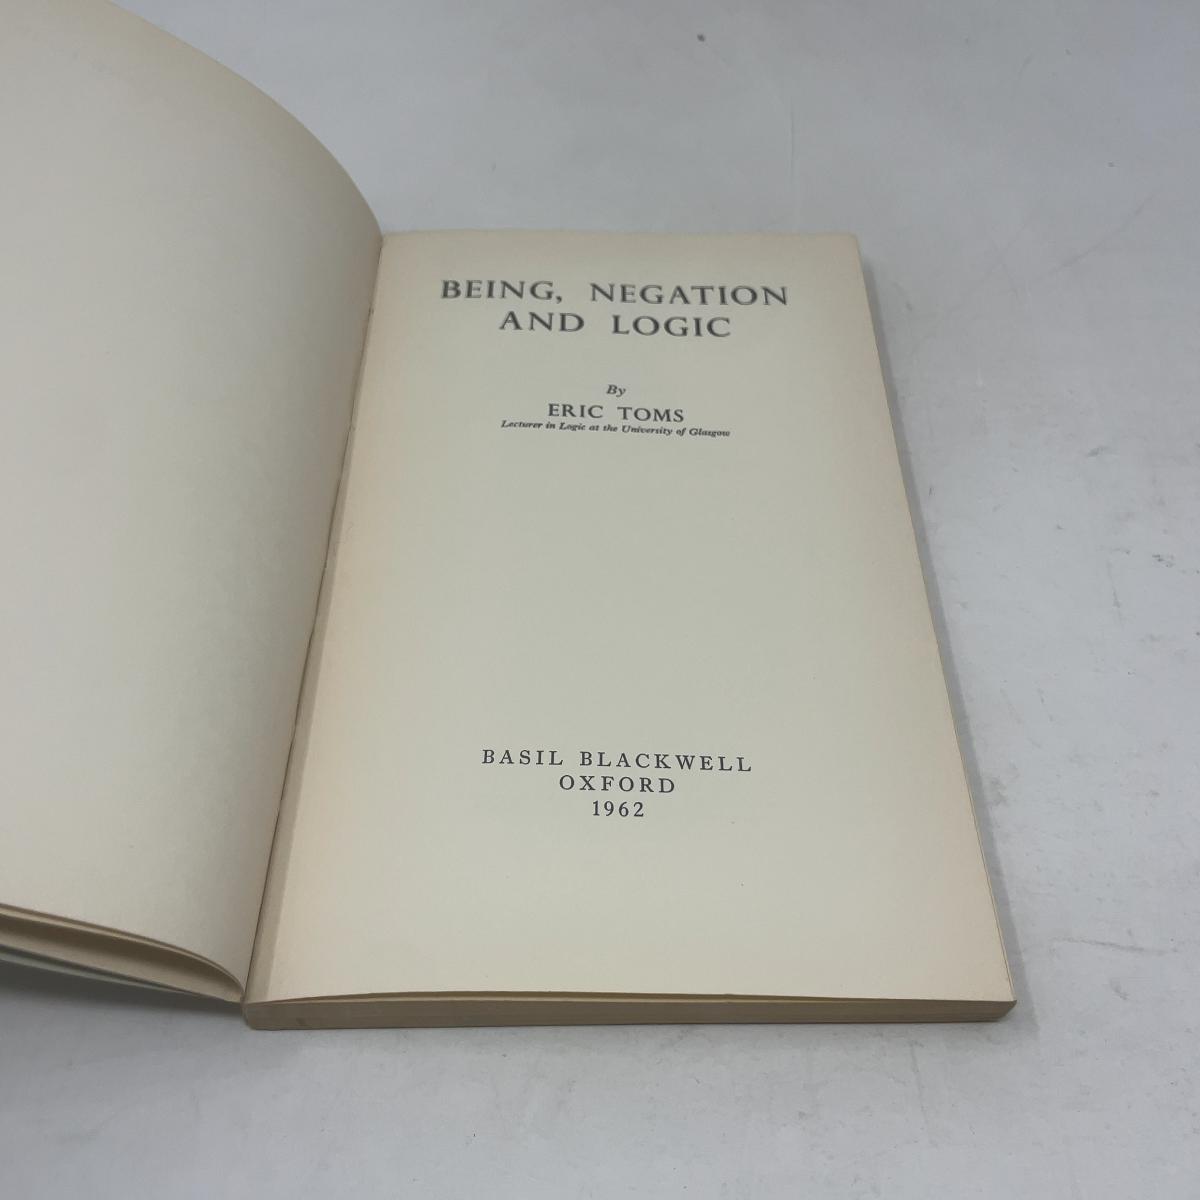 BEING, NEGATION
AND LOGIC
By
ERIC TOMS
Lecturer in Logic at the University of Glasgow
BASIL BLACKWELL
OXFORD
1962